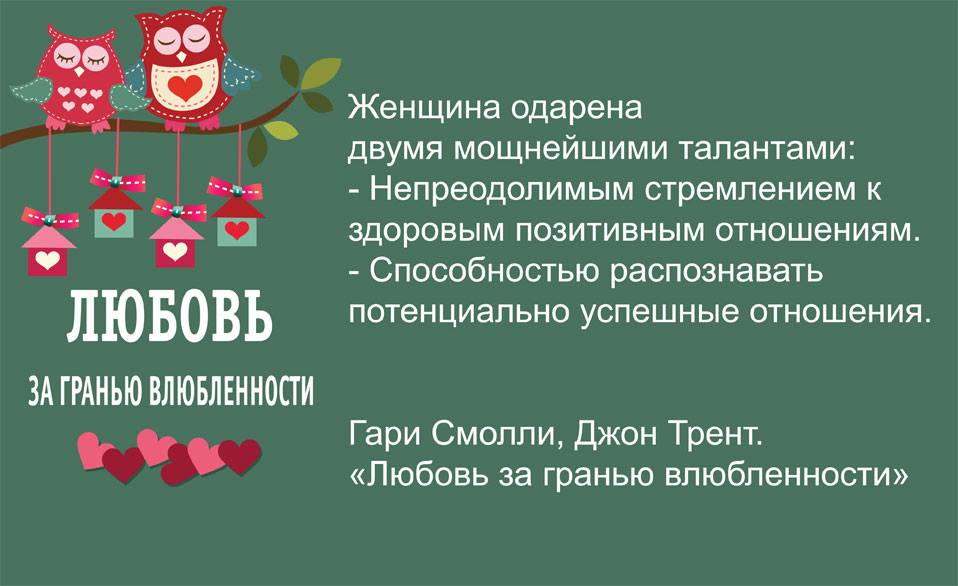 ЛЮБОВЬ
ЗА ГРАНЬЮ ВЛЮБЛЕННОСТИ
Женщина одарена
двумя мощнейшими талантами:
- Непреодолимым стремлением к
здоровым позитивным отношениям.
- Способностью распознавать
потенциально успешные отношения.
Гари Смолли, Джон Трент.
«Любовь за гранью влюбленности»